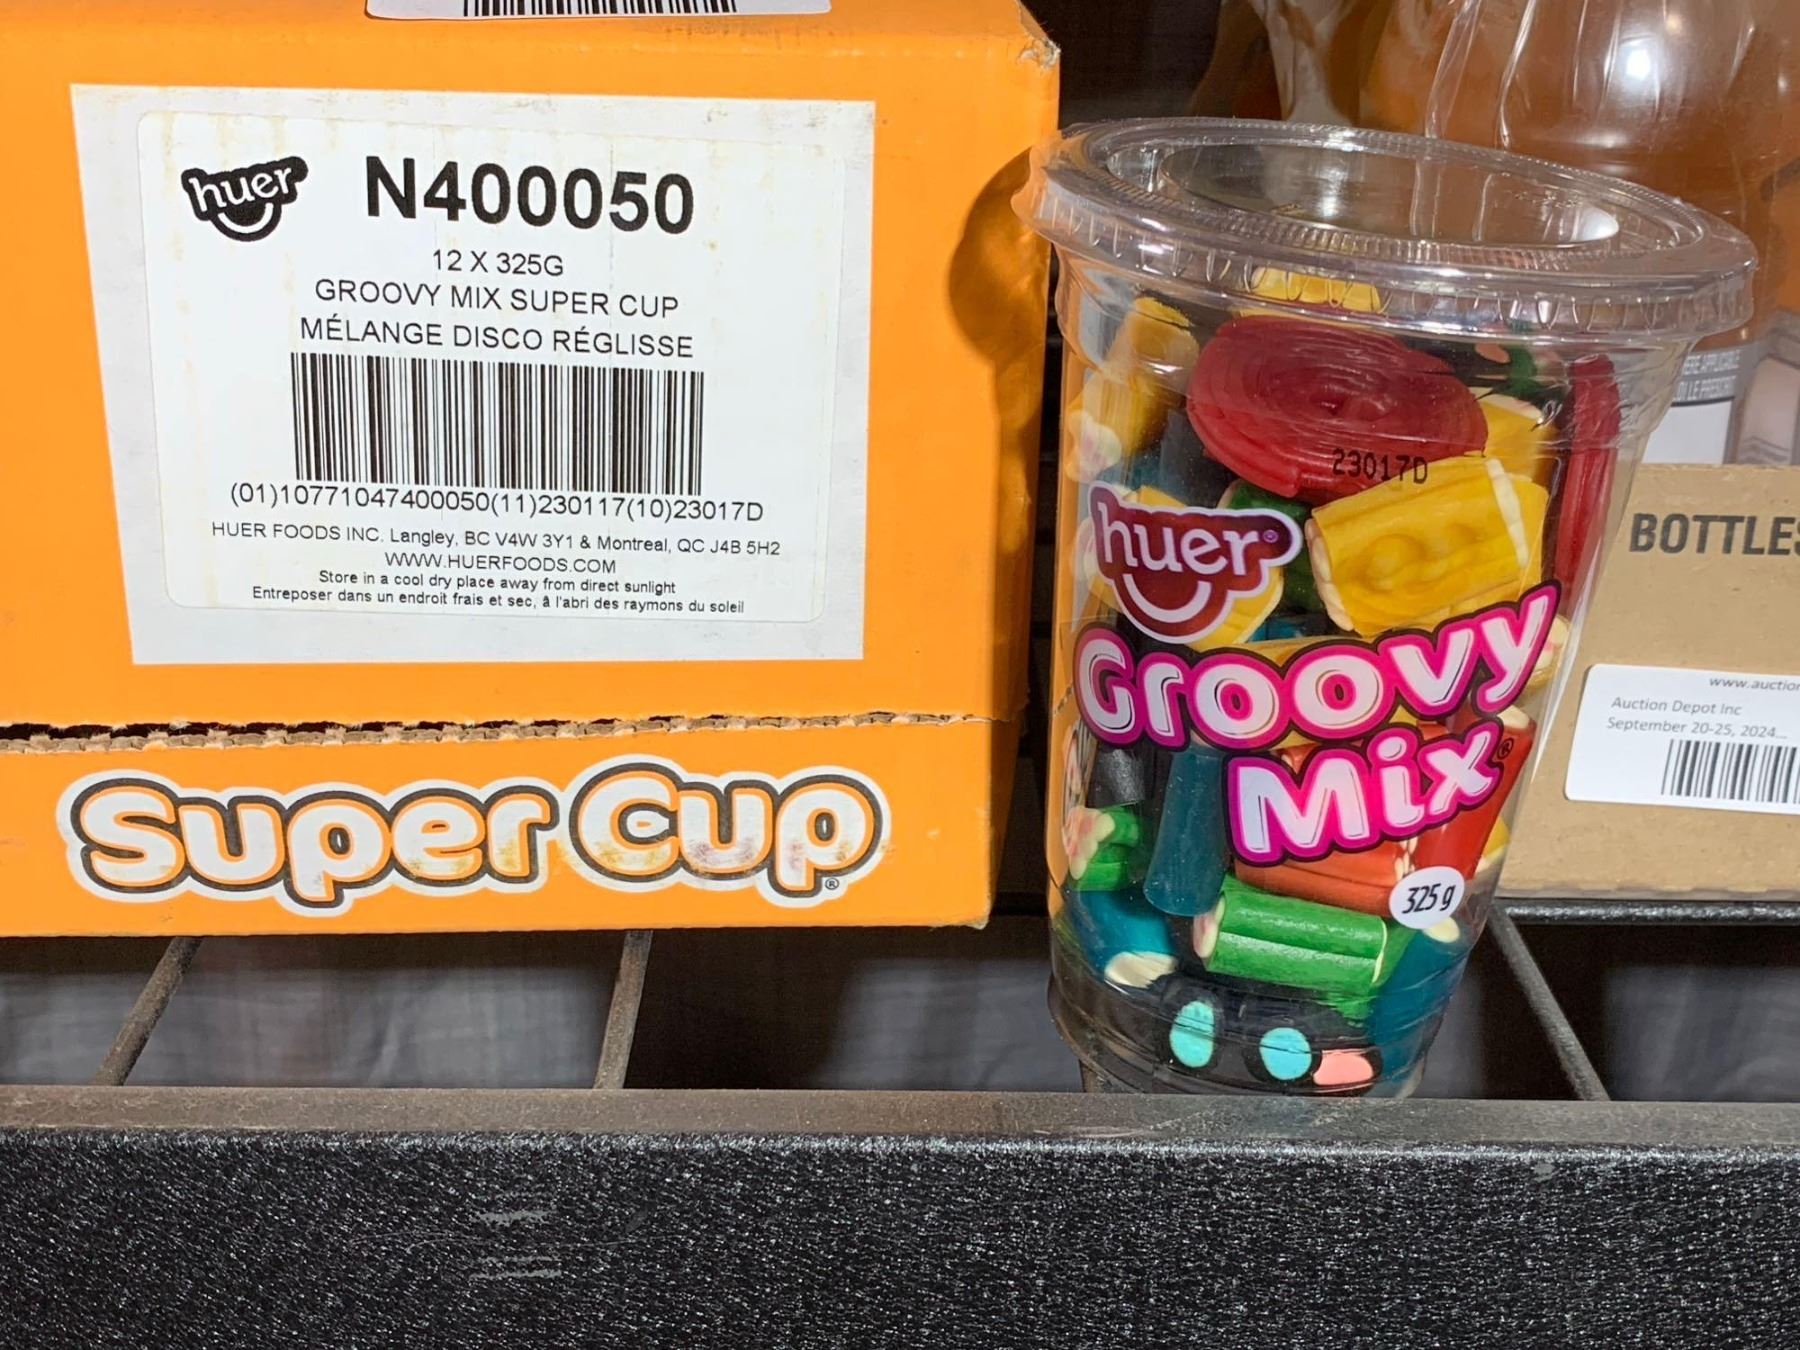 huer
N400050
12 X 325G
GROOVY MIX SUPER CUP
MÉLANGE DISCO RÉGLISSE
(01)10771047400050(11)230117(10)23017D
HUER FOODS INC. Langley, BC V4W 3Y1 & Montreal, QC J4B 5H2
WWW.HUERFOODS.COM
Store in a cool dry place away from direct sunlight
Entreposer dans un endroit frais et sec, à l'abri des raymons du soleil
Super Cup®
23017D
huer®
Groovy
Mix®
325 g
BOTTLES
www.auction
Auction Depot Inc
September 20-25, 2024...